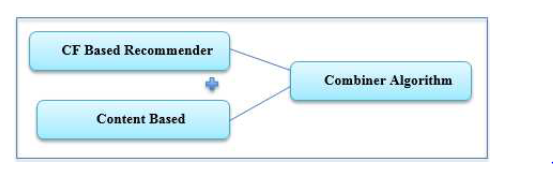 CF Based Recommender
Combiner Algorithm
Content Based